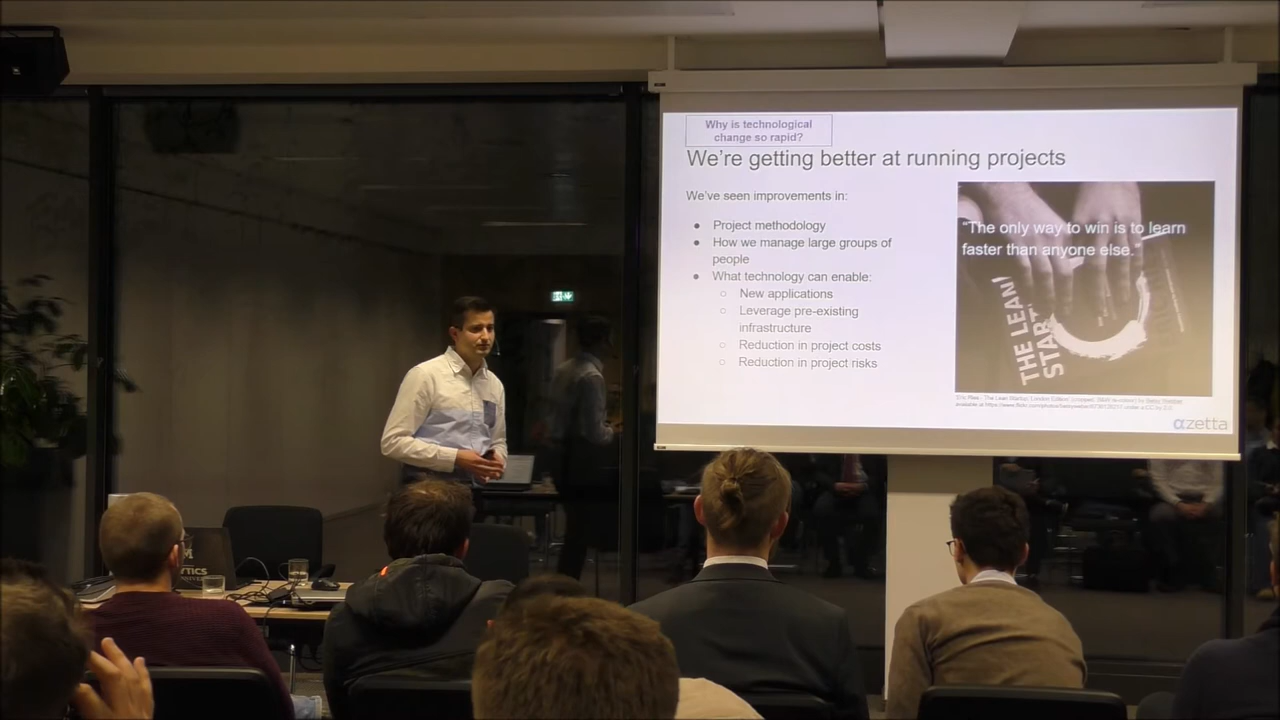 Why is technological
change so rapid?
We're getting better at running projects
We've seen improvements in:
● Project methodology
● How we manage large groups of
people
● What technology can enable:
○ New applications
○ Leverage pre-existing
infrastructure
○ Reduction in project costs
○ Reduction in project risks
“The only way to win is to learn
faster than anyone else.”
THE LEAN
STAR
αzetta